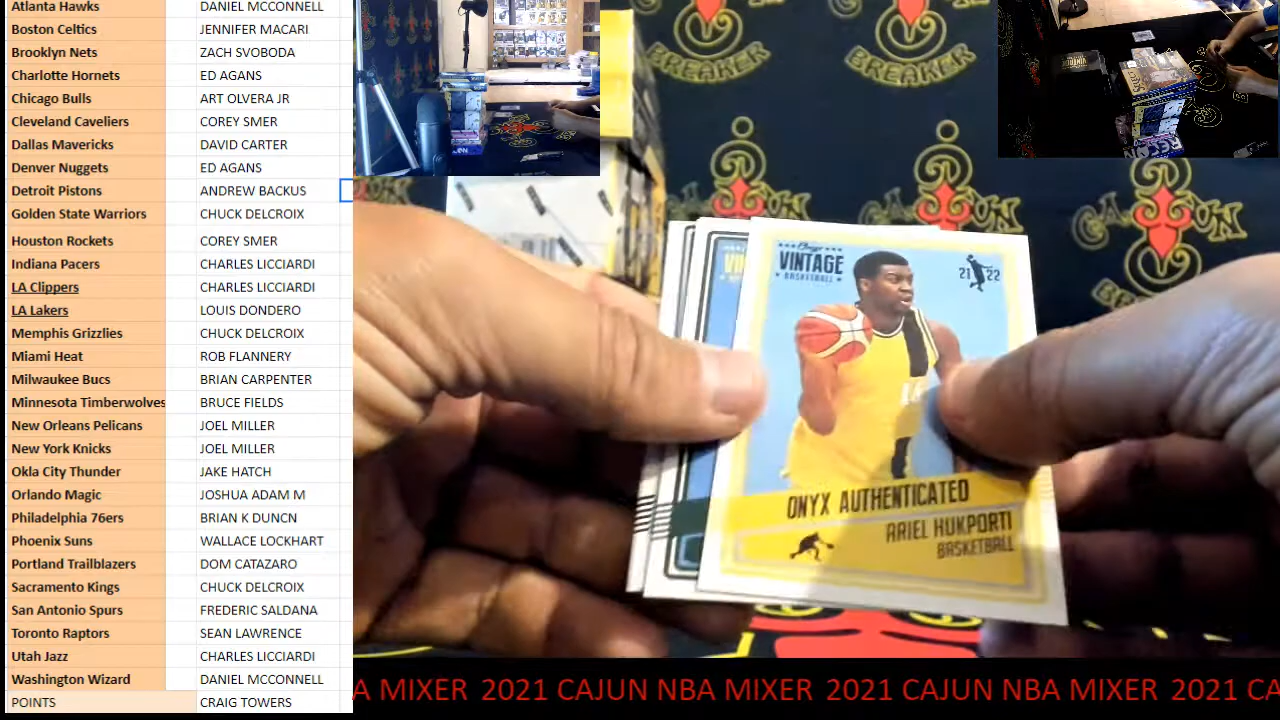 Atlanta Hawks DANIEL MCCONNELL
Boston Celtics JENNIFER MACARI
Brooklyn Nets ZACH SOBODA
Charlotte Hornets ED AGANS
Chicago Bulls ART OLVERA JR
Cleveland Caveliers COREY SMER
Dallas Mavericks DAVID CARTER
Denver Nuggets ED AGANS
Detroit Pistons ANDREW BACKUS
Golden State Warriors CHUCK DELCROIX
Houston Rockets COREY SMER
Indiana Pacers CHARLES LICCIARDI
LA Clippers CHARLES LICCIARDI
LA Lakers LOUIS DONDERO
Memphis Grizzlies CHUCK DELCROIX
Miami Heat ROB FLANNERY
Milwaukee Bucs BRIAN CARPENTER
Minnesota Timberwolves BRUCE FIELDS
New Orleans Pelicans JOEL MILLER
New York Knicks JOEL MILLER
Okla City Thunder JAKE HATCH
Orlando Magic JOSHUA ADAM M
Philadelphia 76ers BRIAN K DUNCN
Phoenix Suns WALLACE LOCKHART
Portland Trailblazers DOM CATAZARO
Sacramento Kings CHUCK DELCROIX
San Antonio Spurs FREDERIC SALDANA
Toronto Raptors SEAN LAWRENCE
Utah Jazz CHARLES LICCIARDI
Washington Wizard DANIEL MCCONNELL
POINTS CRAIG TOWERS
BREAKER
BREAKER
CAJUN
CAJUN
CAJUN
Onyx
VINTAGE
BASKETBALL
21 22
ONYX AUTHENTICATED
ARIEL HUKPORTI
BASKETBALL
A MIXER 2021 CAJUN NBA MIXER 2021 CAJUN NBA MIXER 2021 CA